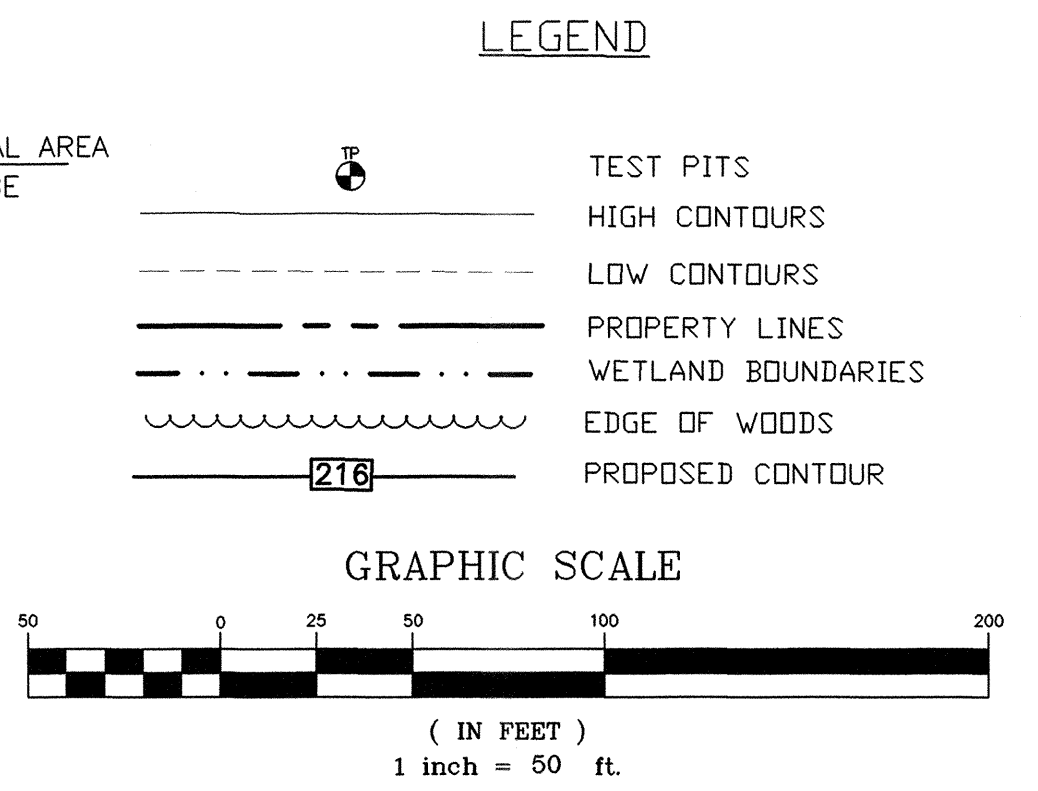 LEGEND
AREA
TP
TEST PITS
HIGH CONTOURS
LOW CONTOURS
PROPERTY LINES
WETLAND BOUNDARIES
EDGE OF WOODS
216
PROPOSED CONTOUR
GRAPHIC SCALE
50 0 25 50 100 200
( IN FEET )
1 inch = 50 ft.